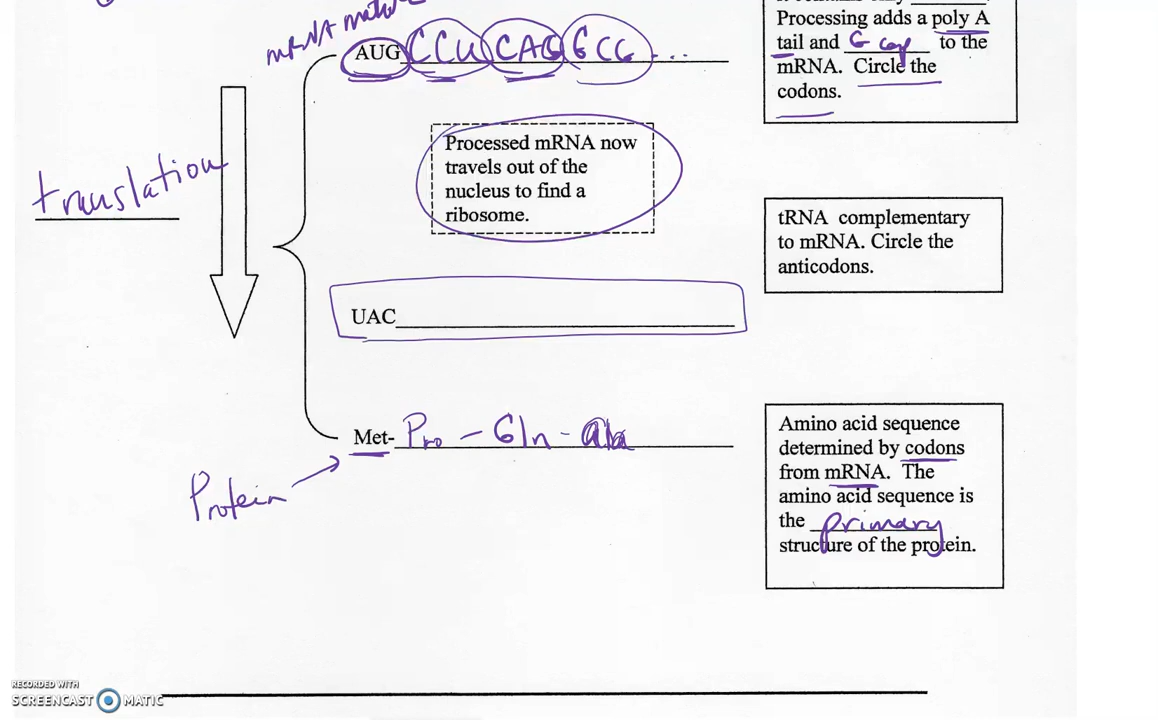 mRNA
Processing adds a poly A
tail and G cap to the
mRNA. Circle the
codons.
AUG CCU CAG GCC ...
Processed mRNA now
travels out of the
nucleus to find a
ribosome.
translation
tRNA complementary
to mRNA. Circle the
anticodons.
UAC
Met- Pro - Gln - ala
Protein
Amino acid sequence
determined by codons
from mRNA. The
amino acid sequence is
the primary
structure of the protein.
RECORDED WITH
SCREENCAST MATIC